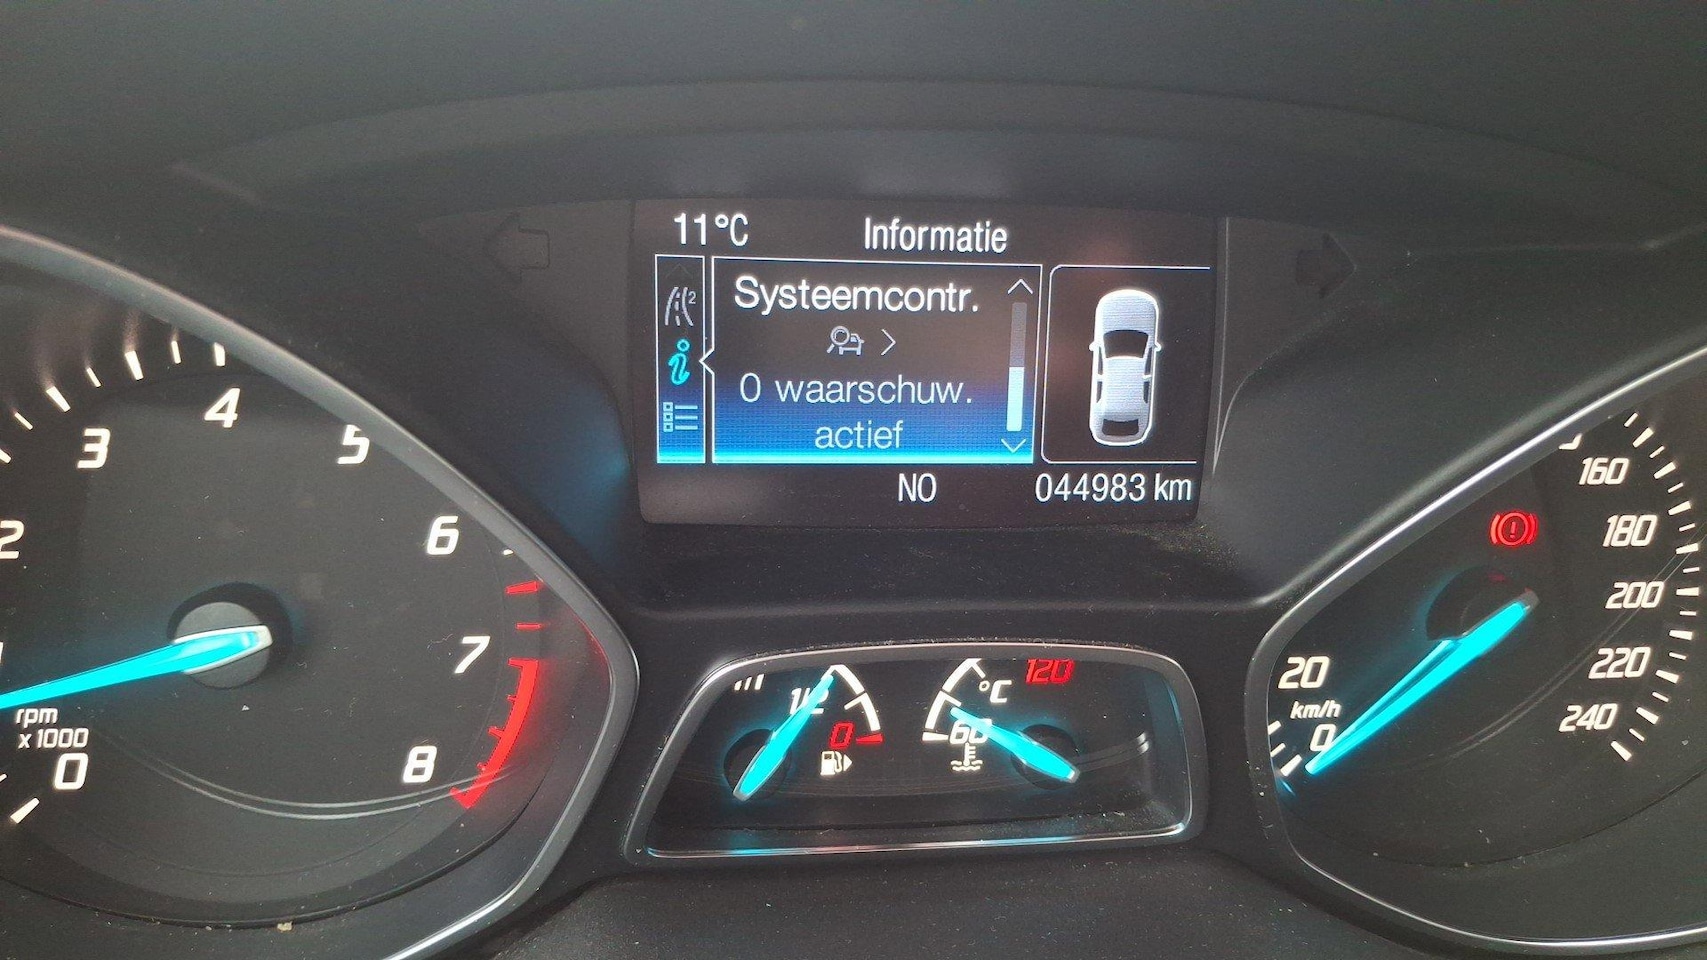 11°C Informatie
2
Systeemcontr.
0 waarschuw.
actief
NO 044983 km
2
3
4
5
6
7
8
rpm
x 1000
0
1/2
0
°C
120
60
160
180
200
220
240
20
km/h
0